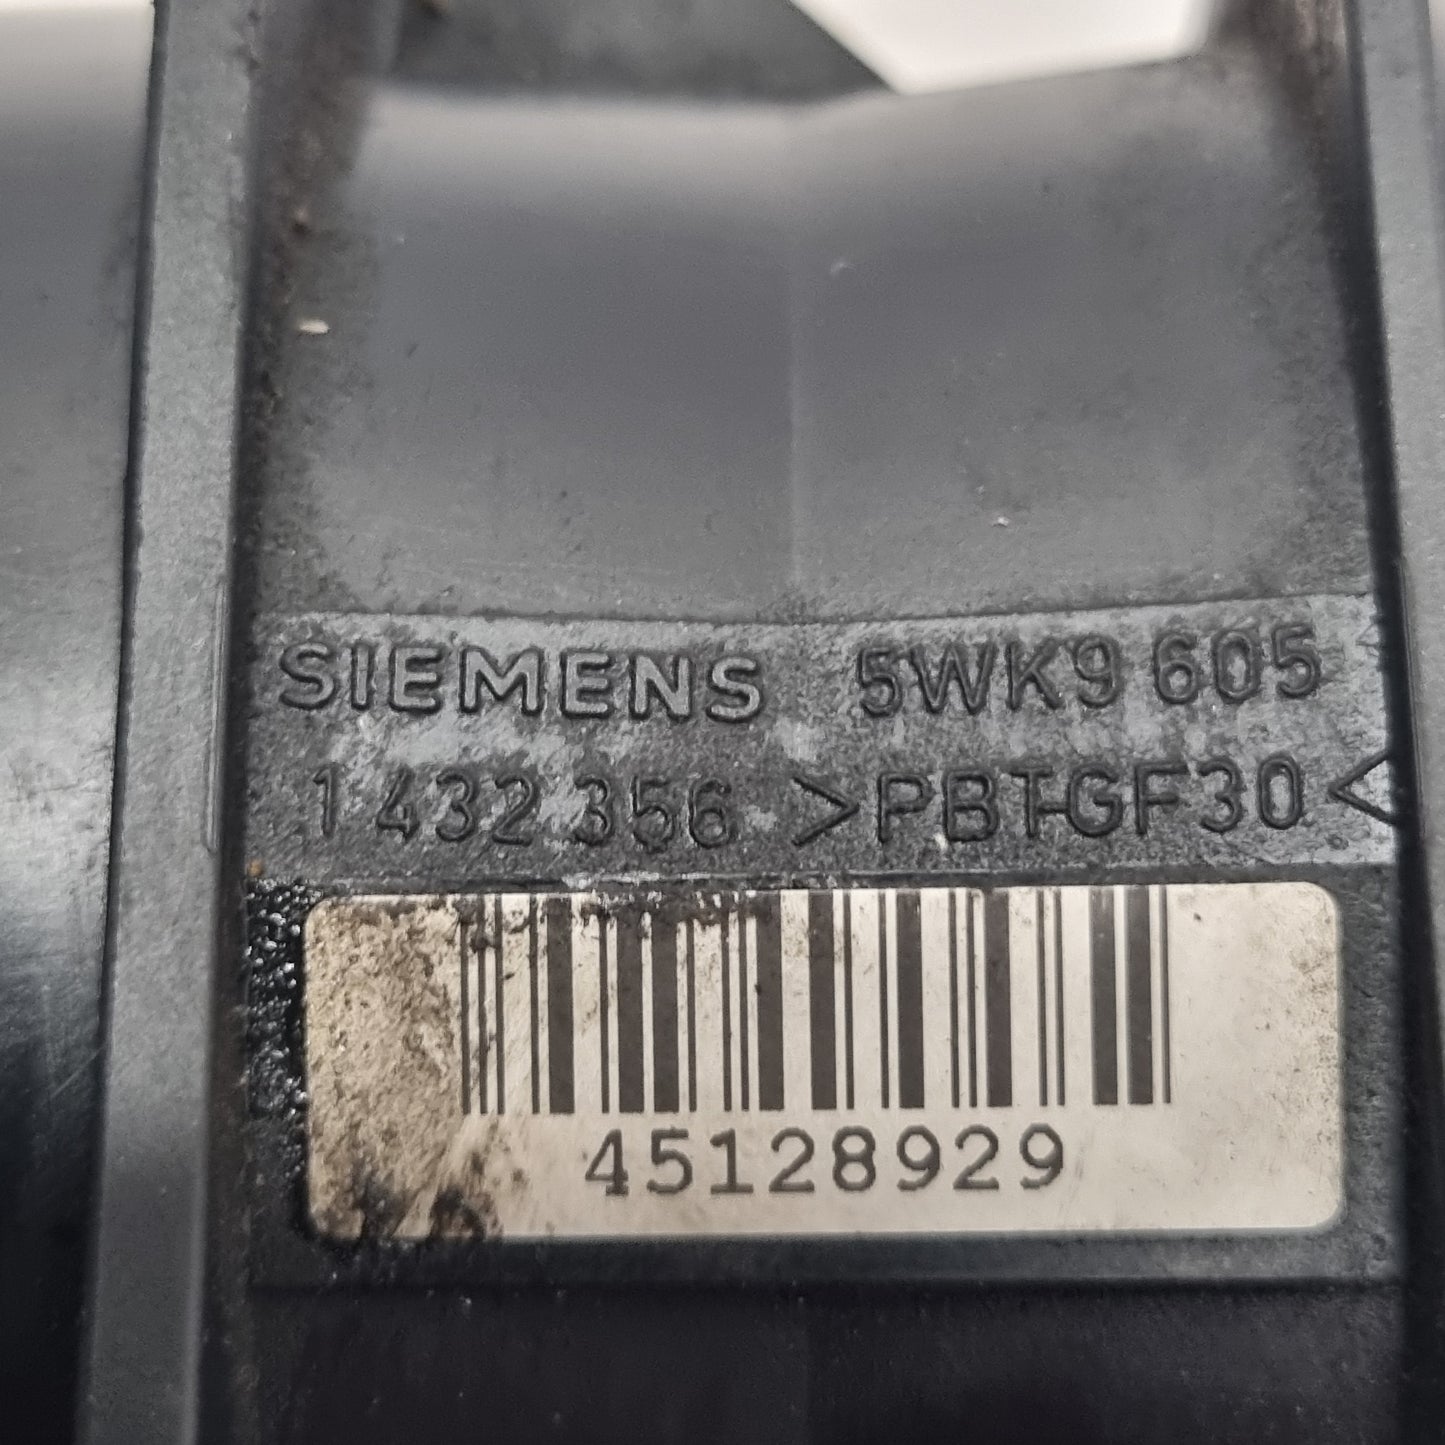 SIEMENS 5WK9 605
1 432 356 >PBT-GF30<
45128929